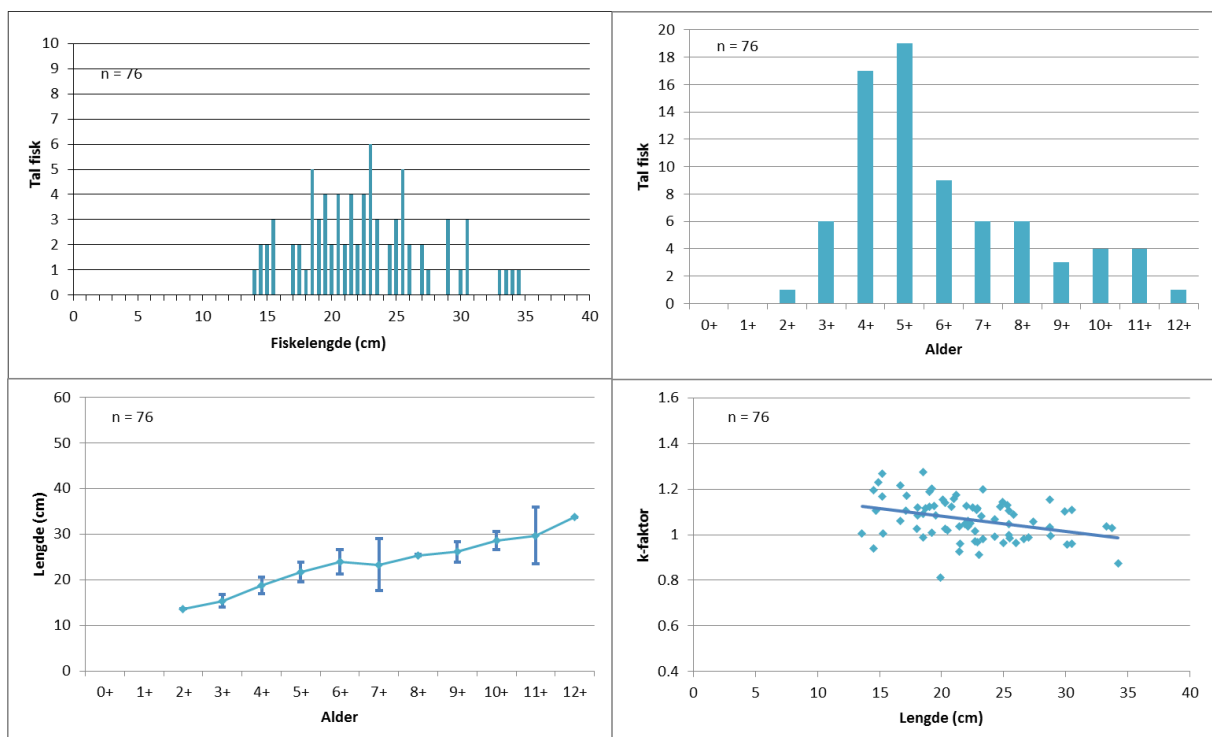 10
9
8
7
6
5
4
3
2
1
0
n = 76
Tal fisk
0 5 10 15 20 25 30 35 40
Fiskelengde (cm)
20
18
16
14
12
10
8
6
4
2
0
n = 76
Tal fisk
0+ 1+ 2+ 3+ 4+ 5+ 6+ 7+ 8+ 9+ 10+ 11+ 12+
Alder
60
50
40
30
20
10
0
n = 76
Lengde (cm)
0+ 1+ 2+ 3+ 4+ 5+ 6+ 7+ 8+ 9+ 10+ 11+ 12+
Alder
1.6
1.4
1.2
1
0.8
0.6
0.4
n = 76
k-faktor
0 5 10 15 20 25 30 35 40
Lengde (cm)